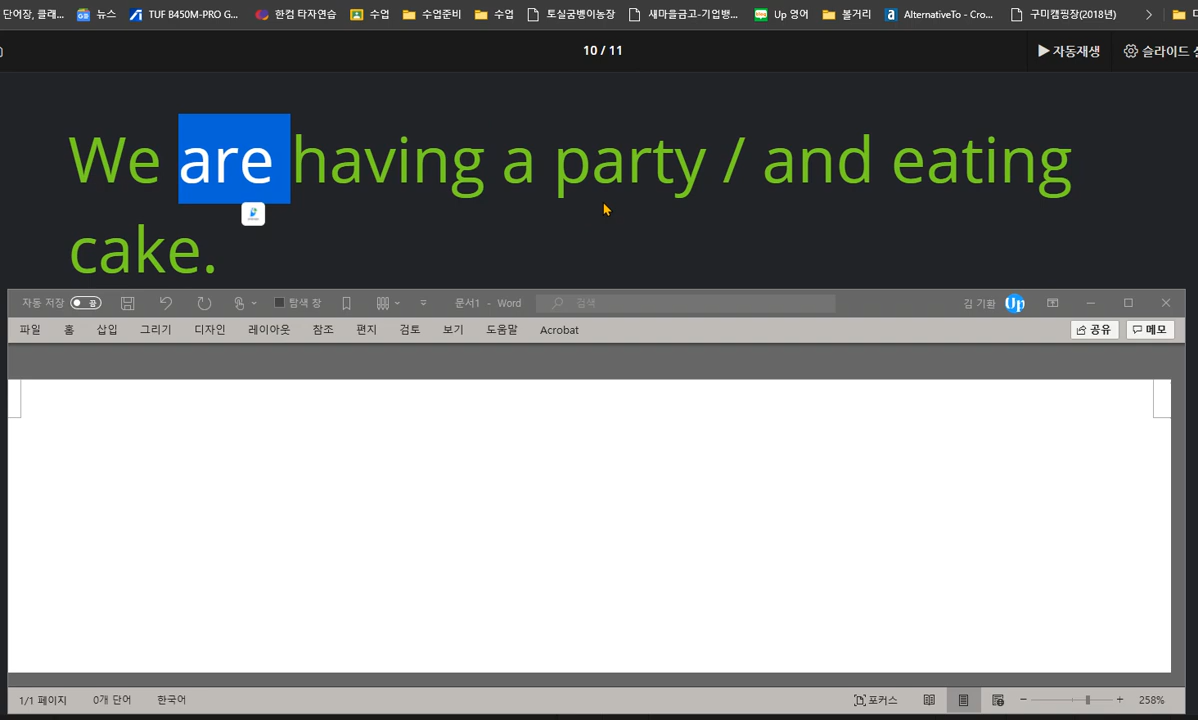 단어장, 클래... 뉴스 TUF B450M-PRO G... 한컴 타자연습 수업 수업준비 수업 토실굼벵이농장 새마을금고-기업뱅... Up 영어 볼거리 AlternativeTo - Cro... 구미캠핑장(2018년)
10 / 11 자동재생 슬라이드
We are having a party / and eating
cake.
자동 저장 끔 탐색 창 문서1 - Word 검색 김 기환 Up
파일 홈 삽입 그리기 디자인 레이아웃 참조 편지 검토 보기 도움말 Acrobat 공유 메모
1/1 페이지 0개 단어 한국어 포커스 258%